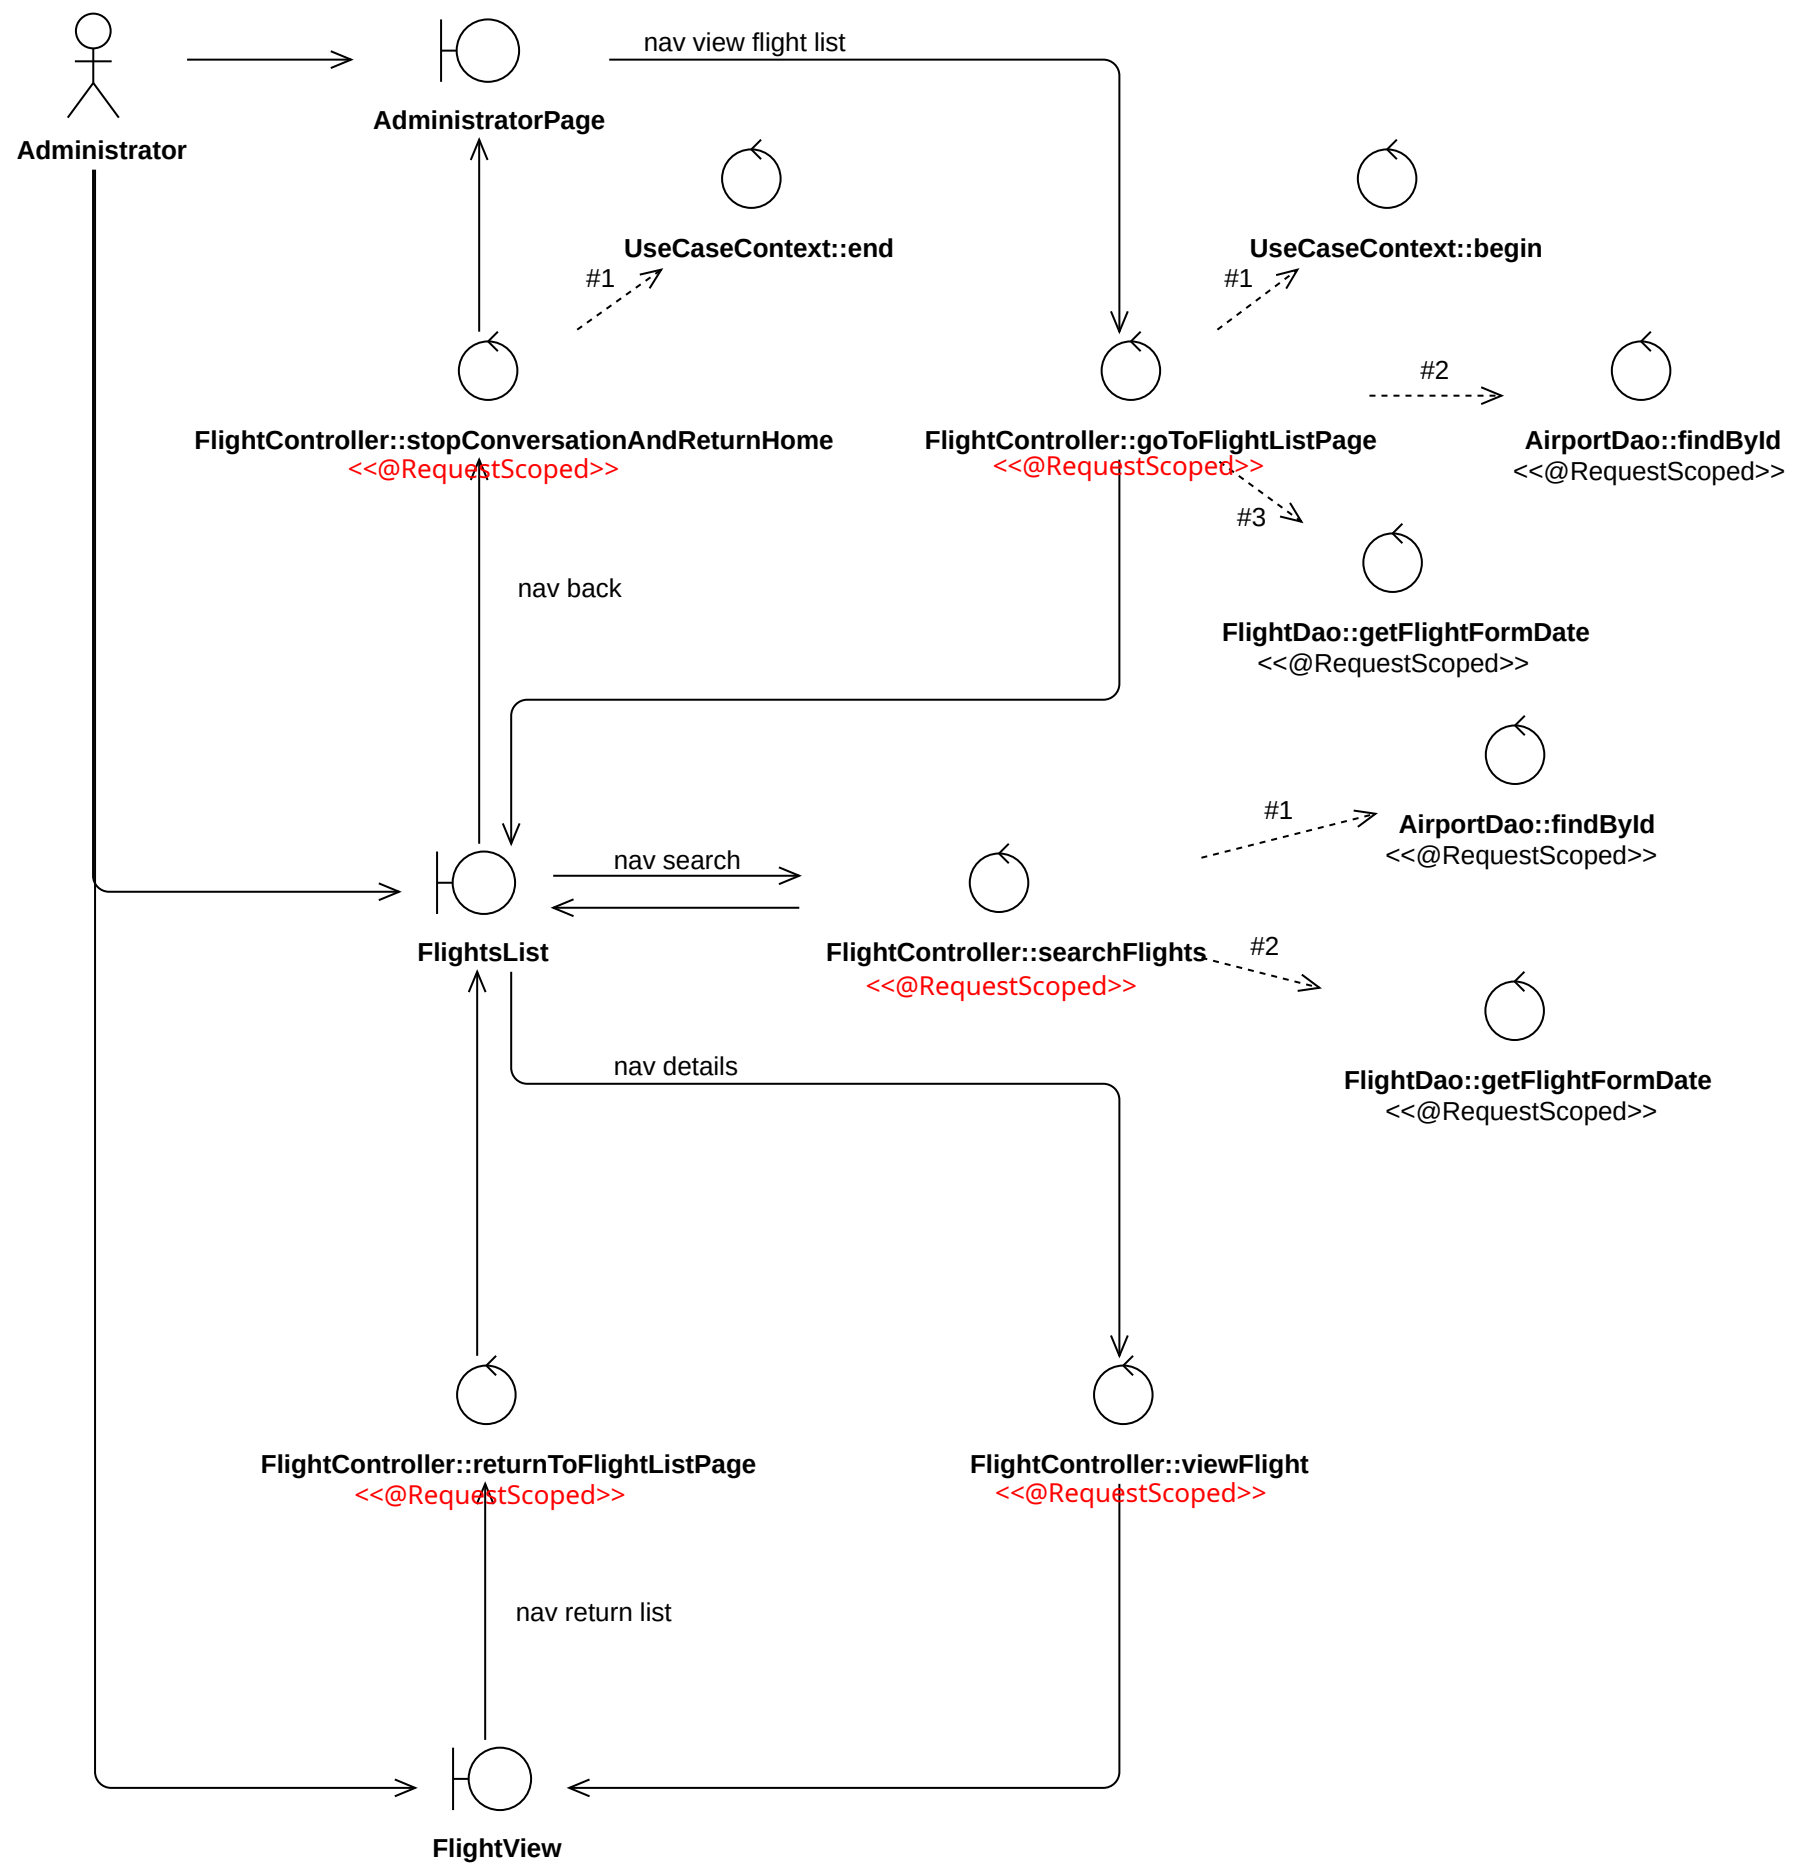 nav view flight list
AdministratorPage
Administrator
UseCaseContext::end
UseCaseContext::begin
#1
#1
#2
FlightController::stopConversationAndReturnHome
<<@RequestScoped>>
FlightController::goToFlightListPage
<<@RequestScoped>>
AirportDao::findById
<<@RequestScoped>>
#3
nav back
FlightDao::getFlightFormDate
<<@RequestScoped>>
#1
AirportDao::findById
<<@RequestScoped>>
nav search
FlightsList
FlightController::searchFlights
<<@RequestScoped>>
#2
nav details
FlightDao::getFlightFormDate
<<@RequestScoped>>
FlightController::returnToFlightListPage
<<@RequestScoped>>
FlightController::viewFlight
<<@RequestScoped>>
nav return list
FlightView